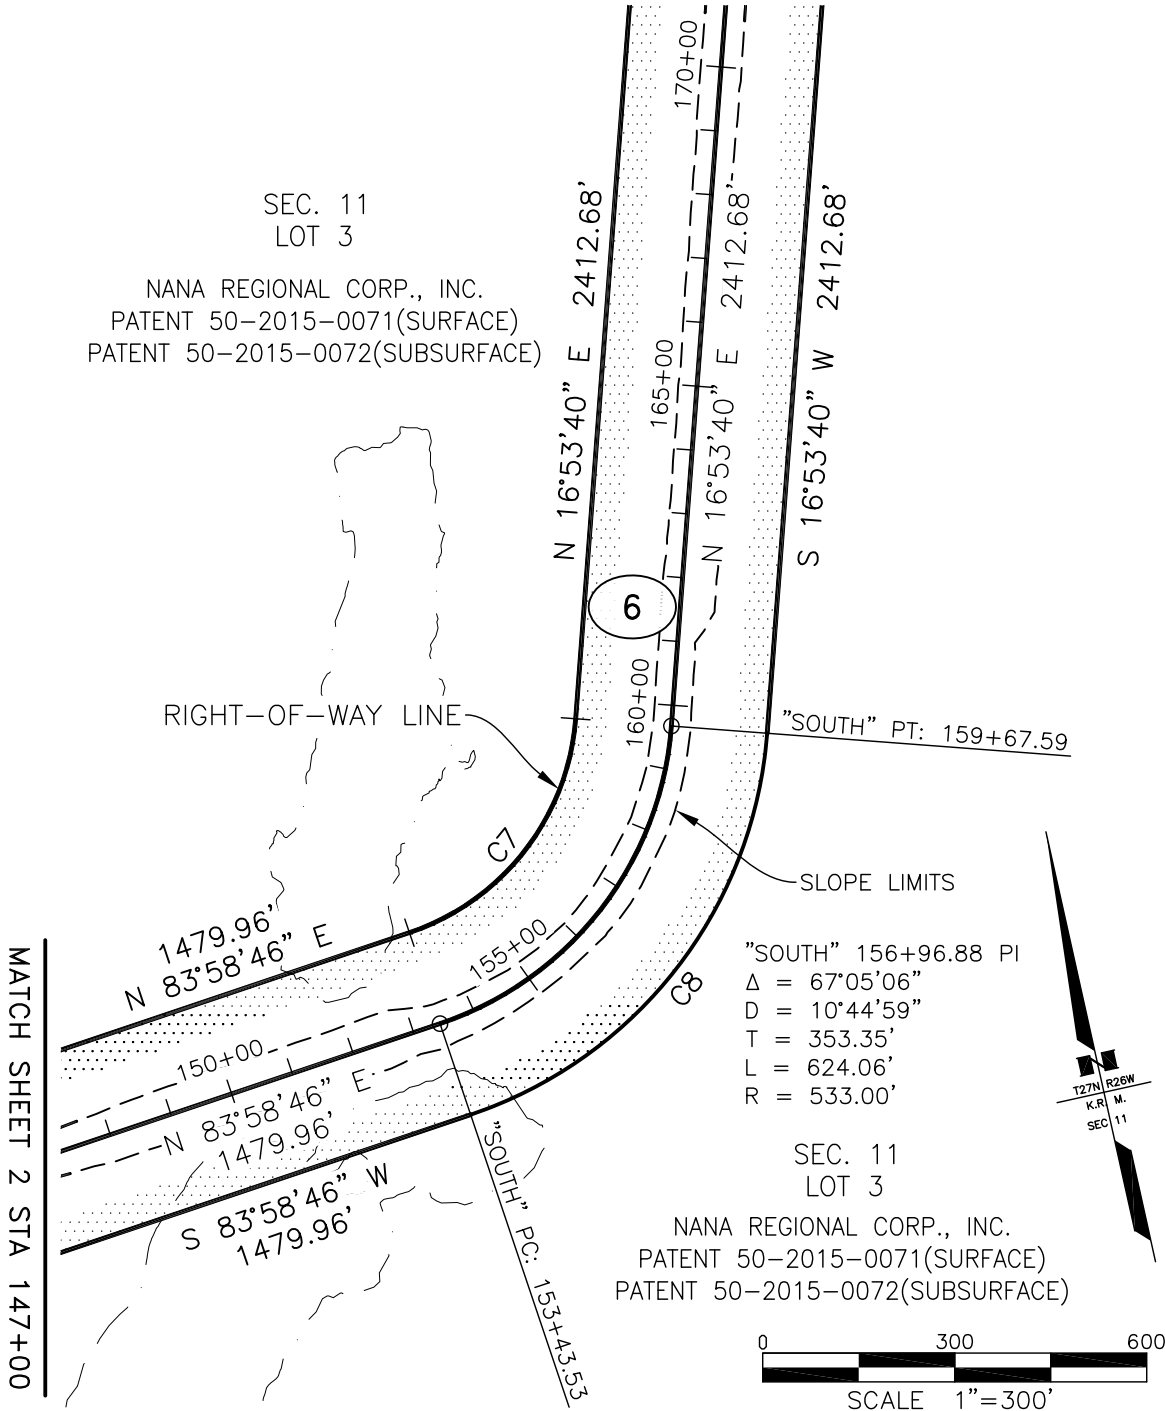 170+00
SEC. 11
LOT 3
NANA REGIONAL CORP., INC.
PATENT 50-2015-0071(SURFACE)
PATENT 50-2015-0072(SUBSURFACE)
N 16°53'40" E 2412.68'
N 16°53'40" E 2412.68'
S 16°53'40" W 2412.68'
165+00
6
160+00
RIGHT-OF-WAY LINE
"SOUTH" PT: 159+67.59
C7
SLOPE LIMITS
1479.96'
N 83°58'46" E
155+00
C8
"SOUTH" 156+96.88 PI
Δ = 67°05'06"
D = 10°44'59"
T = 353.35'
L = 624.06'
R = 533.00'
150+00
N 83°58'46" E
1479.96'
S 83°58'46" W
1479.96'
"SOUTH" PC: 153+43.53
MATCH SHEET 2 STA 147+00
N
T27N R26W
K.R. M.
SEC 11
SEC. 11
LOT 3
NANA REGIONAL CORP., INC.
PATENT 50-2015-0071(SURFACE)
PATENT 50-2015-0072(SUBSURFACE)
0 300 600
SCALE 1"=300'